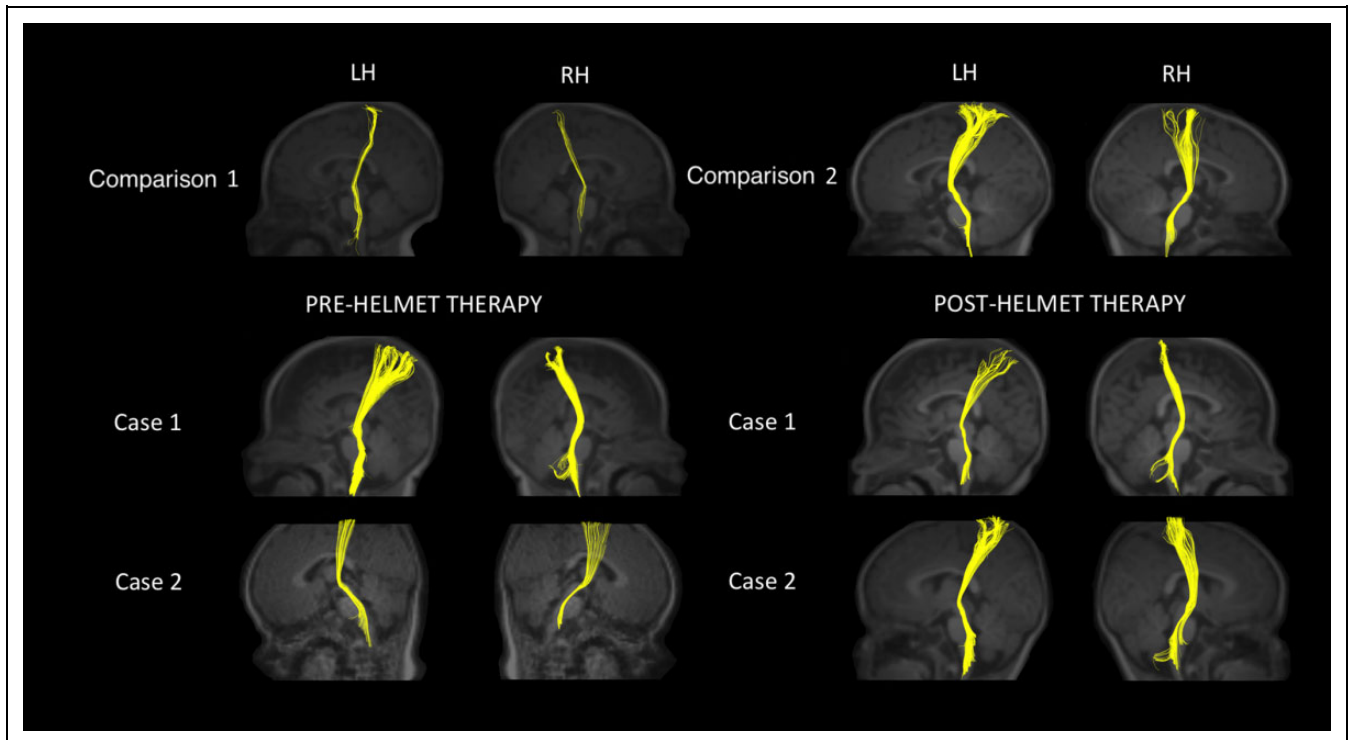 LH RH LH RH
Comparison 1 Comparison 2
PRE-HELMET THERAPY POST-HELMET THERAPY
Case 1 Case 1
Case 2 Case 2